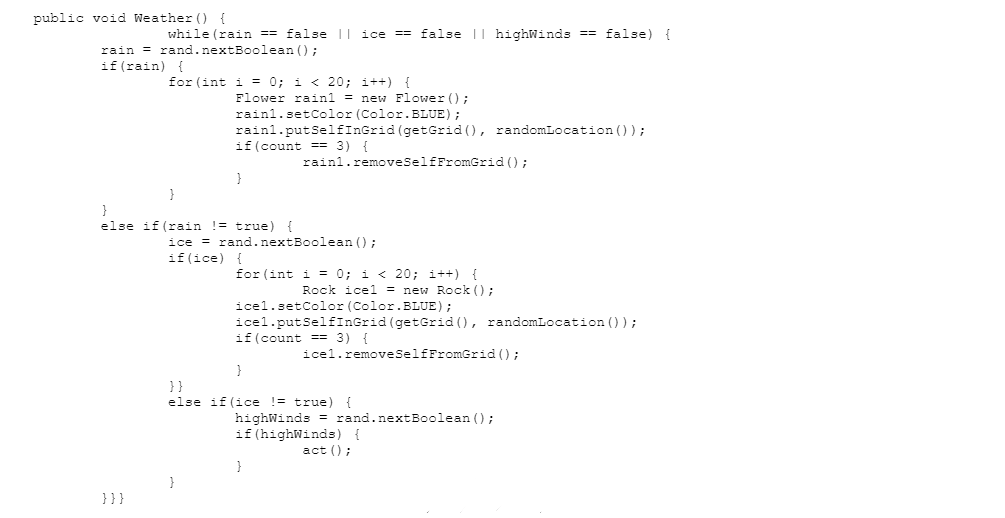 public void Weather() {
while(rain == false || ice == false || highWinds == false) {
rain = rand.nextBoolean();
if(rain) {
for(int i = 0; i < 20; i++) {
Flower rain1 = new Flower();
rain1.setColor(Color.BLUE);
rain1.putSelfInGrid(getGrid(), randomLocation());
if(count == 3) {
rain1.removeSelfFromGrid();
}
}
}
else if(rain != true) {
ice = rand.nextBoolean();
if(ice) {
for(int i = 0; i < 20; i++) {
Rock ice1 = new Rock();
ice1.setColor(Color.BLUE);
ice1.putSelfInGrid(getGrid(), randomLocation());
if(count == 3) {
ice1.removeSelfFromGrid();
}
}}
else if(ice != true) {
highWinds = rand.nextBoolean();
if(highWinds) {
act();
}
}
}}}